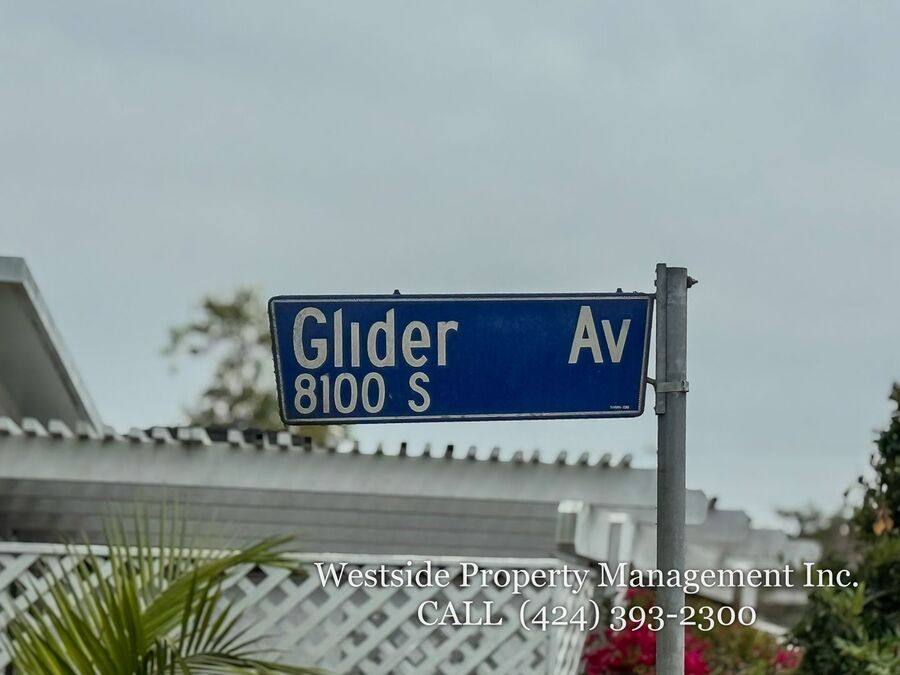 Glider Av
8100 S
Westside Property Management Inc.
CALL (424) 393-2300